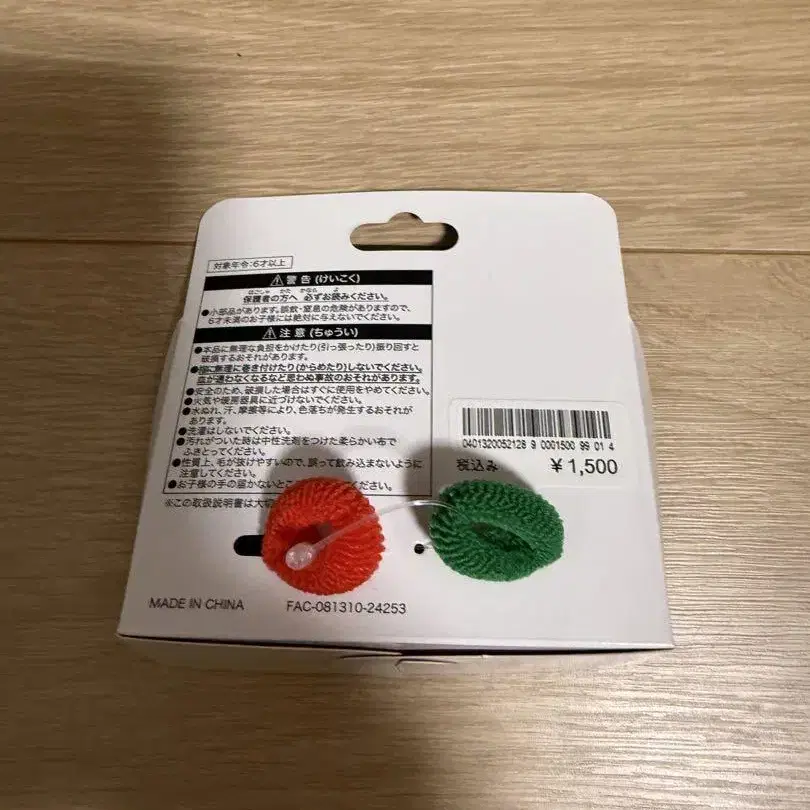 対象年令:6才以上
⚠ 警告 (けいこく)
ほごしゃ かた かなら よ
保護者の方へ 必ずお読みください。
●小部品があります。誤飲・窒息の危険がありますので、
6才未満のお子様には絶対に与えないでください。
⚠ 注意 (ちゅうい)
●本品に無理な負担をかけたり(引っ張ったり)振り回すと
破損するおそれがあります。
●指に無理に巻き付けたり(からめたり)しないでください。
血が通わなくなるなど思わぬ事故のおそれがあります。
●安全のため、破損した場合はすぐに使用をやめてください。
●火気や暖房器具に近づけないでください。
●水ぬれ、汗、摩擦等により、色落ちが発生するおそれが
あります。
●洗濯はしないでください。
●汚れがついた時は中性洗剤をつけた柔らかい布で
ふきとってください。
●性質上、毛が抜けやすいので、誤って飲み込まないように
注意してください。
●お子様の手の届かないとこ
※この取扱説明書は大切
0401320052128 9 0001500 99 01 4
税込み ¥1,500
MADE IN CHINA FAC-081310-24253